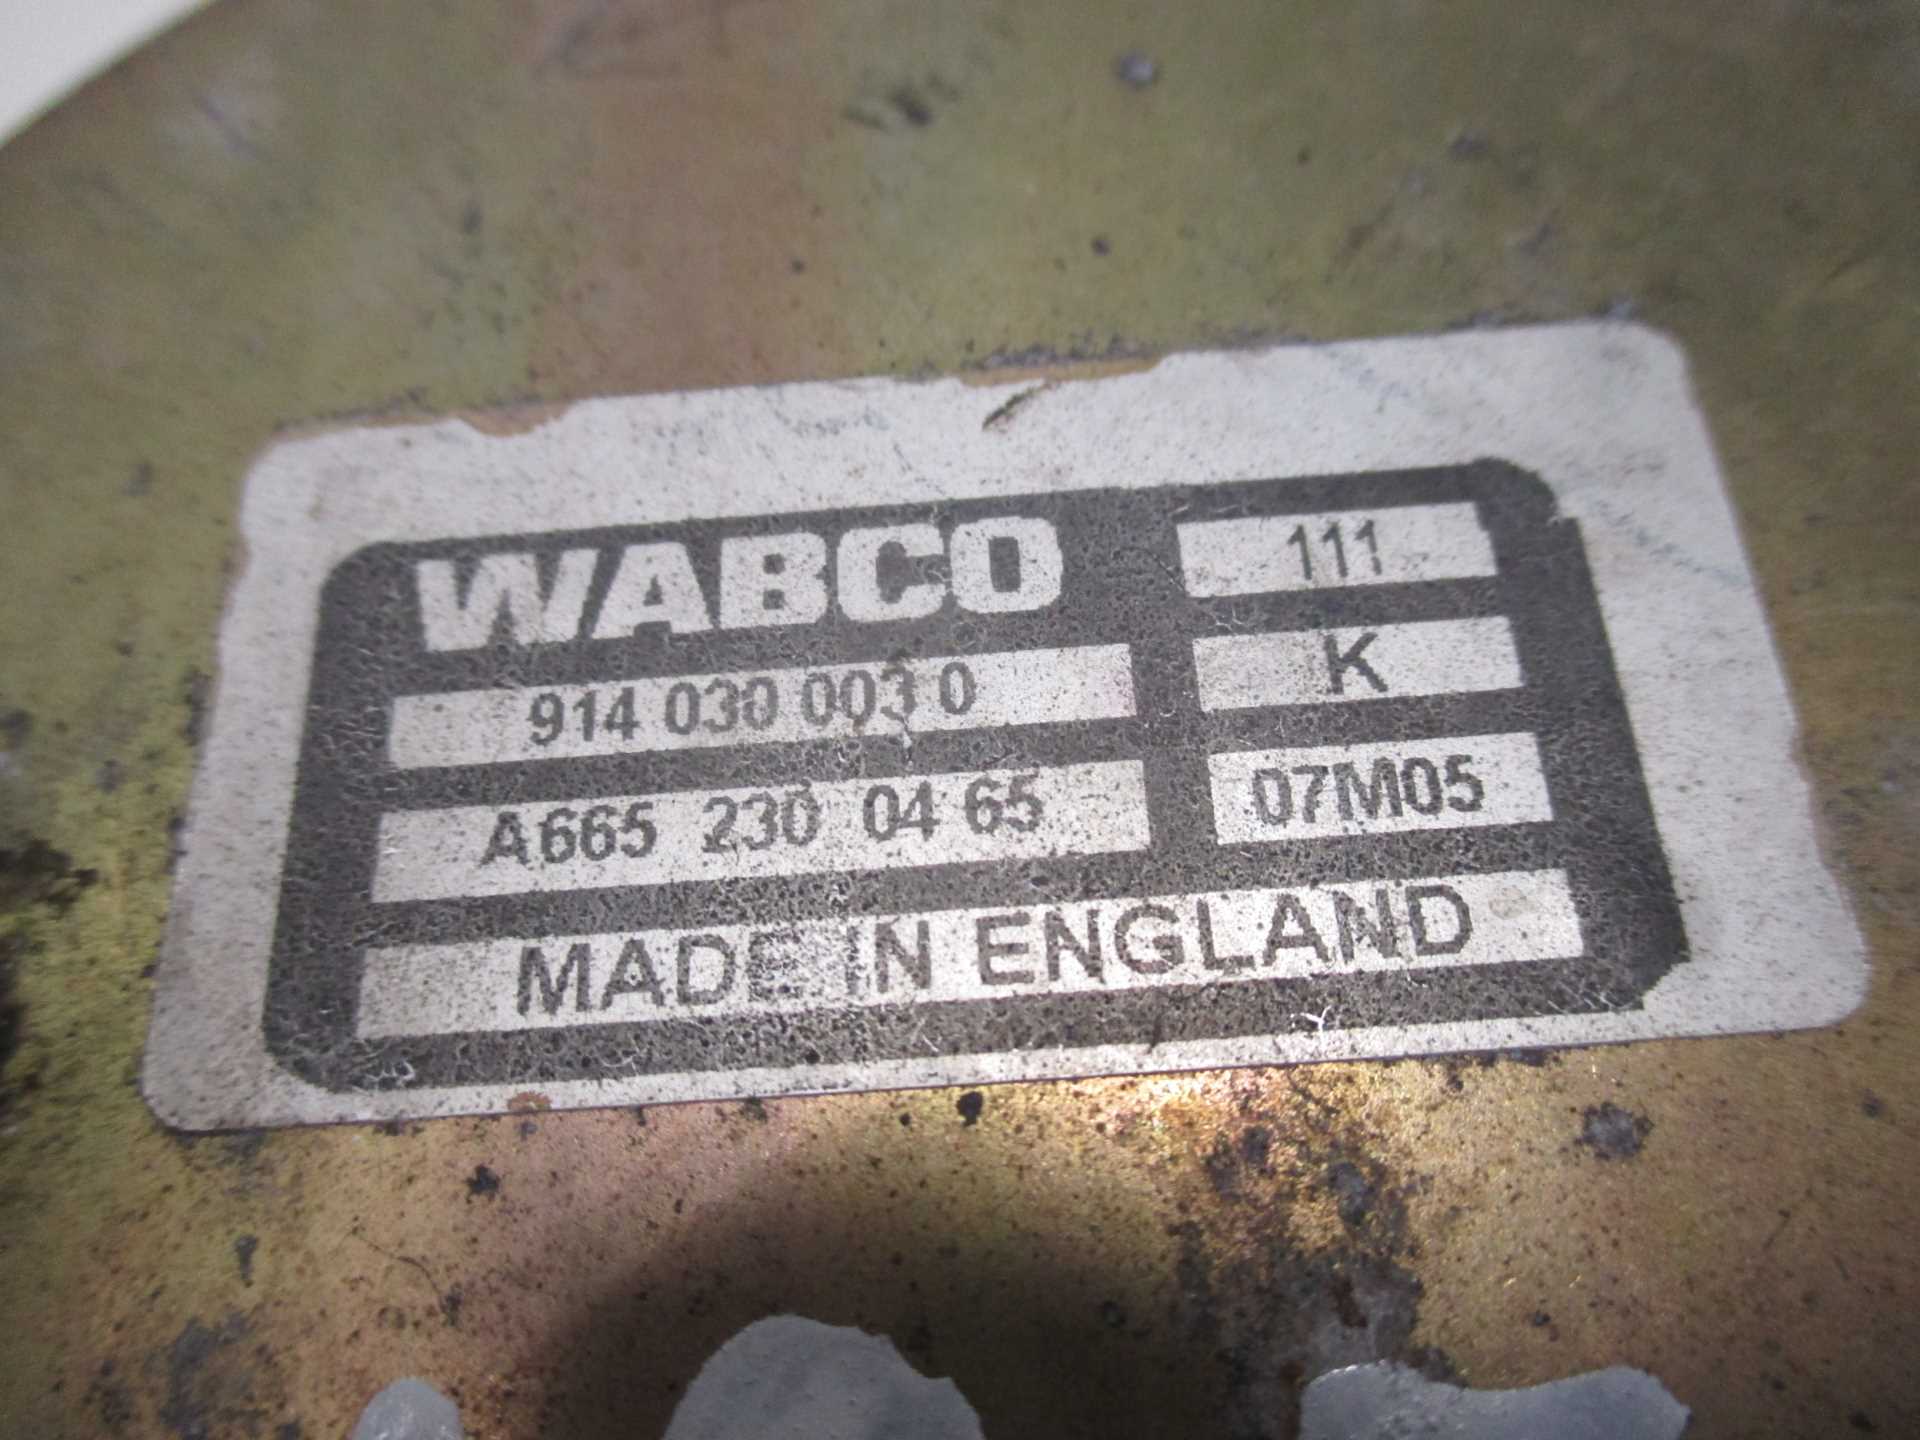 WABCO 111
914 030 003 0 K
A665 230 04 65 07M05
MADE IN ENGLAND